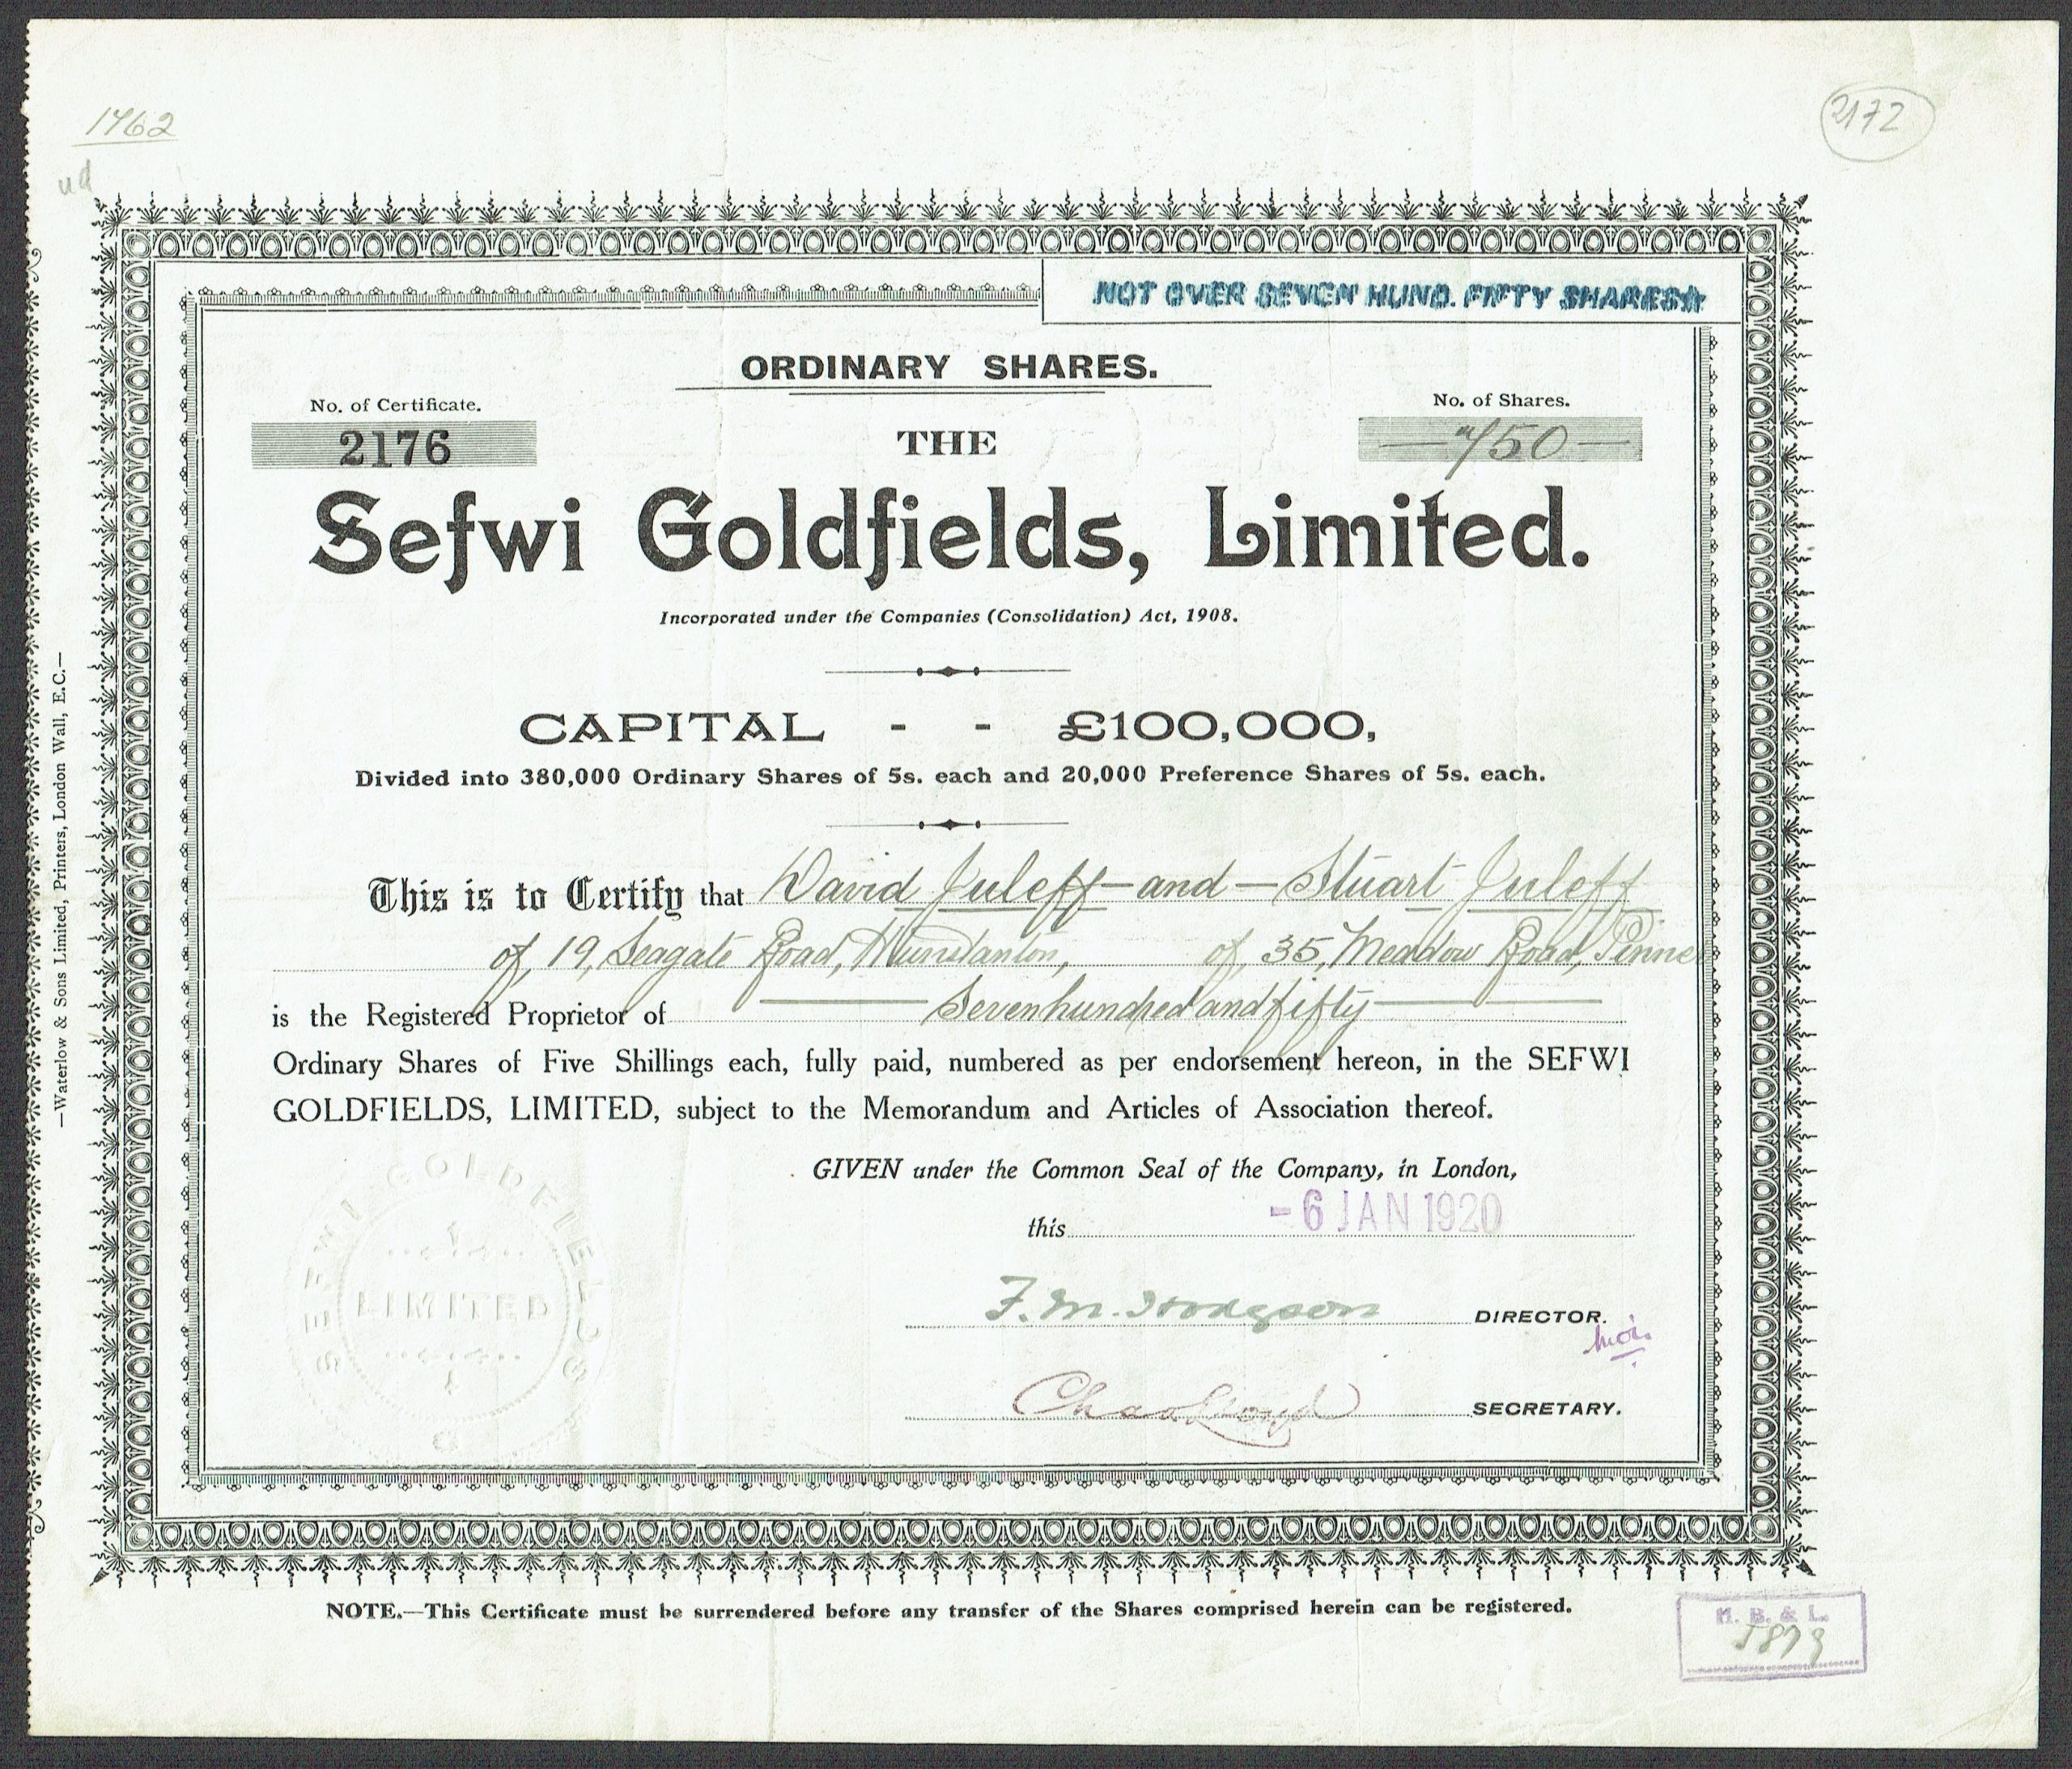 1762
2172
ud
NOT OVER SEVEN HUND. FIFTY SHARES
ORDINARY SHARES.
No. of Certificate.
No. of Shares.
2176
THE
750
Sefwi Goldfields, Limited.
Incorporated under the Companies (Consolidation) Act, 1908.
CAPITAL - - £100,000,
Divided into 380,000 Ordinary Shares of 5s. each and 20,000 Preference Shares of 5s. each.
This is to Certify that David Juleff — and — Stuart Juleff
of, 19, Seagate Road, Hunstanton, of, 35, Meadow Road, Pinner
is the Registered Proprietor of Seven hundred and fifty
Ordinary Shares of Five Shillings each, fully paid, numbered as per endorsement hereon, in the SEFWI
GOLDFIELDS, LIMITED, subject to the Memorandum and Articles of Association thereof.
GIVEN under the Common Seal of the Company, in London,
this -6 JAN 1920
F. M. Hodgson DIRECTOR.
Chas Lloyd SECRETARY.
SEFWI GOLDFIELDS
LIMITED
NOTE.—This Certificate must be surrendered before any transfer of the Shares comprised herein can be registered.
H. B. & L.
—Waterlow & Sons Limited, Printers, London Wall, E.C.—